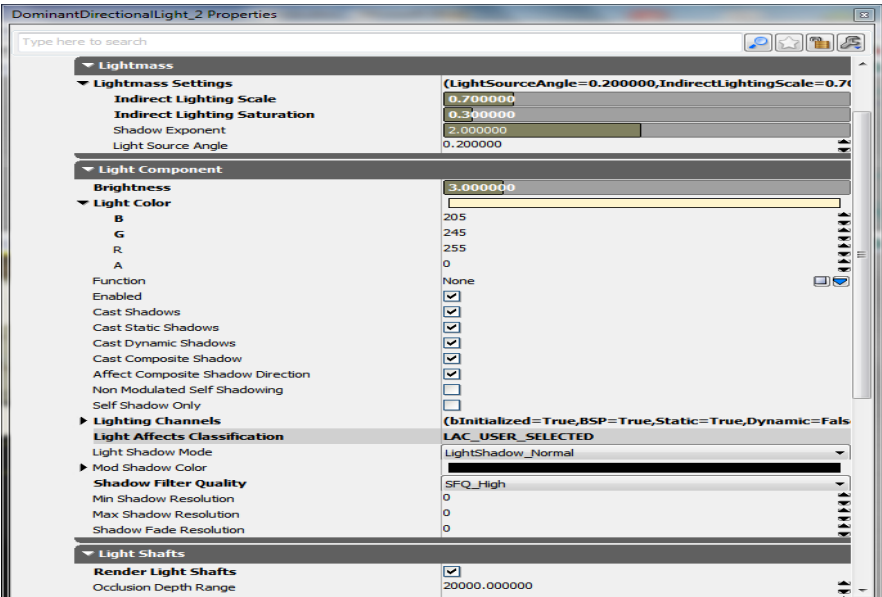 DominantDirectionalLight_2 Properties
Type here to search
Lightmass
Lightmass Settings (LightSourceAngle=0.200000,IndirectLightingScale=0.70
Indirect Lighting Scale 0.700000
Indirect Lighting Saturation 0.300000
Shadow Exponent 2.000000
Light Source Angle 0.200000
Light Component
Brightness 3.000000
Light Color
B 205
G 245
R 255
A 0
Function None
Enabled
Cast Shadows
Cast Static Shadows
Cast Dynamic Shadows
Cast Composite Shadow
Affect Composite Shadow Direction
Non Modulated Self Shadowing
Self Shadow Only
Lighting Channels (bInitialized=True,BSP=True,Static=True,Dynamic=Fals
Light Affects Classification LAC_USER_SELECTED
Light Shadow Mode LightShadow_Normal
Mod Shadow Color
Shadow Filter Quality SFQ_High
Min Shadow Resolution 0
Max Shadow Resolution 0
Shadow Fade Resolution 0
Light Shafts
Render Light Shafts
Occlusion Depth Range 20000.000000